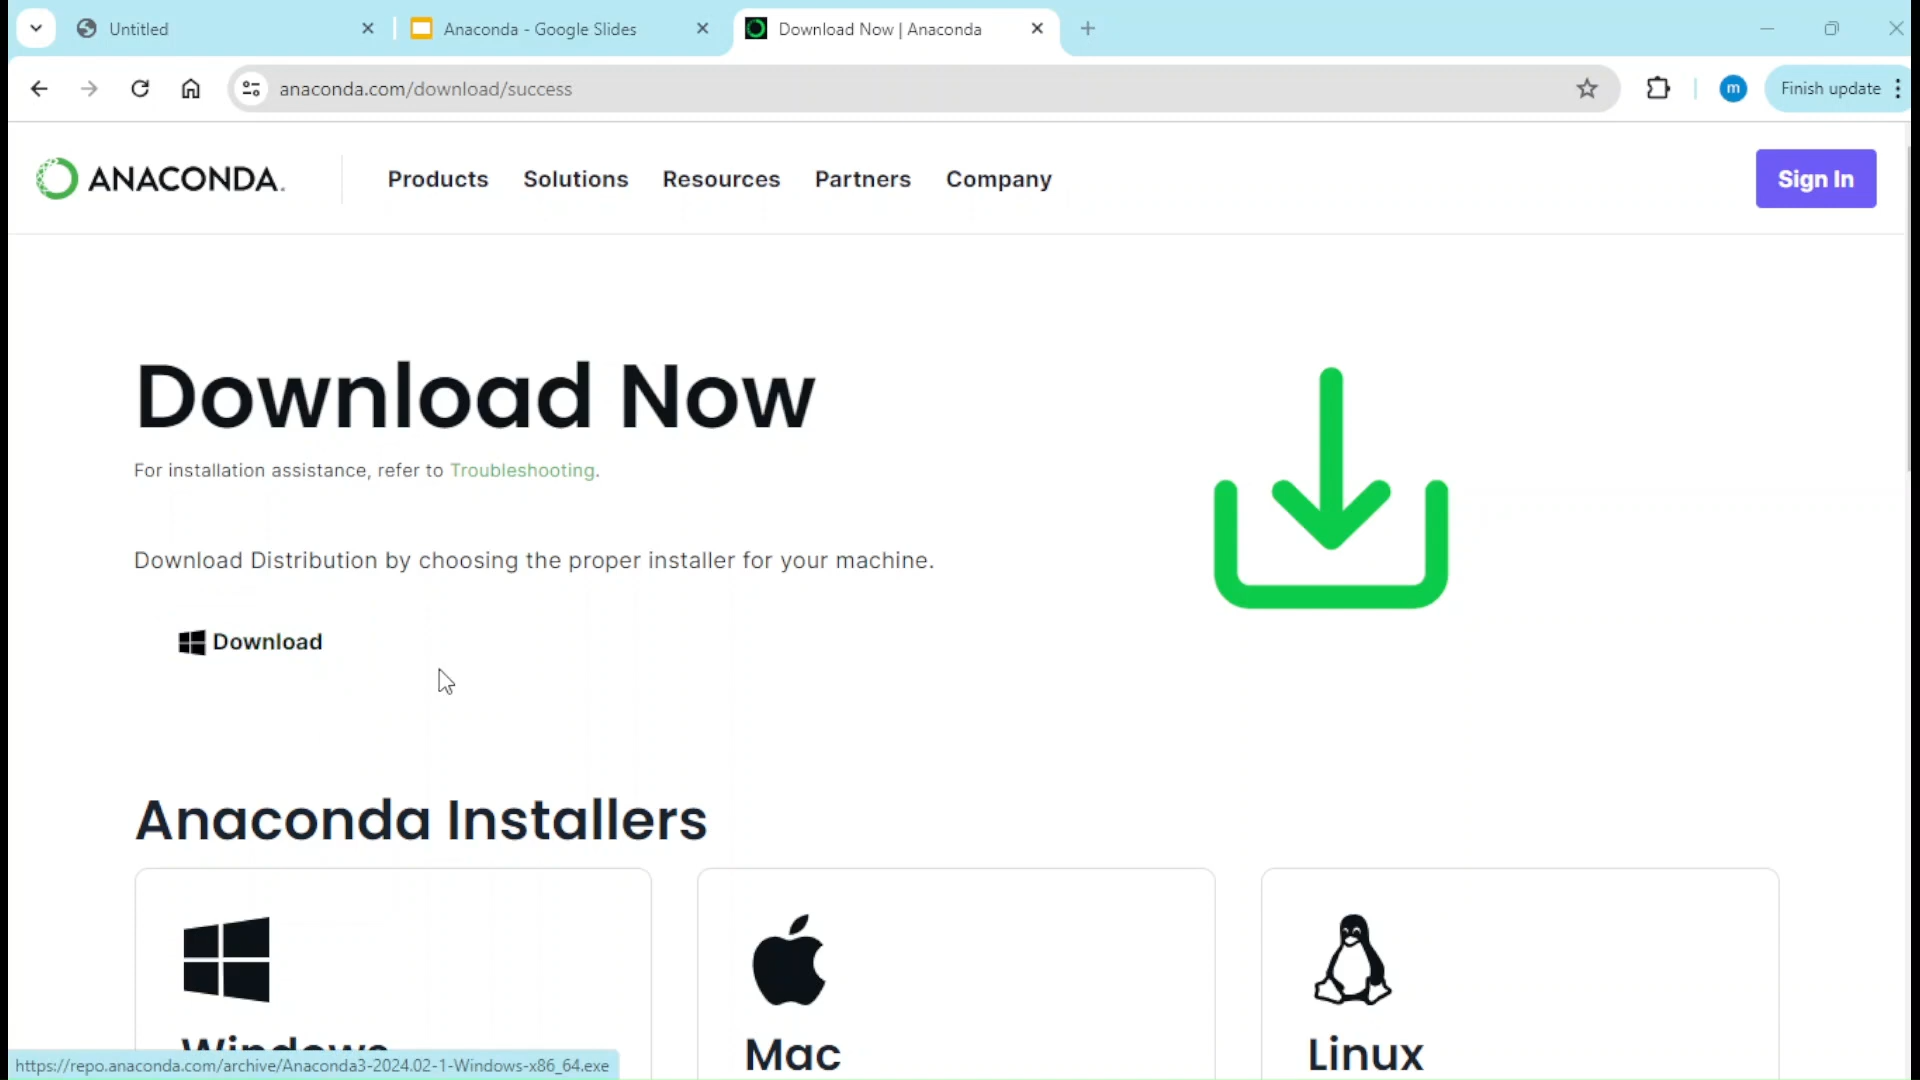 Untitled
Anaconda - Google Slides
Download Now | Anaconda
anaconda.com/download/success
m
Finish update
ANACONDA.
Products
Solutions
Resources
Partners
Company
Sign In
Download Now
For installation assistance, refer to Troubleshooting.
Download Distribution by choosing the proper installer for your machine.
Download
Anaconda Installers
Windows
Mac
Linux
https://repo.anaconda.com/archive/Anaconda3-2024.02-1-Windows-x86_64.exe